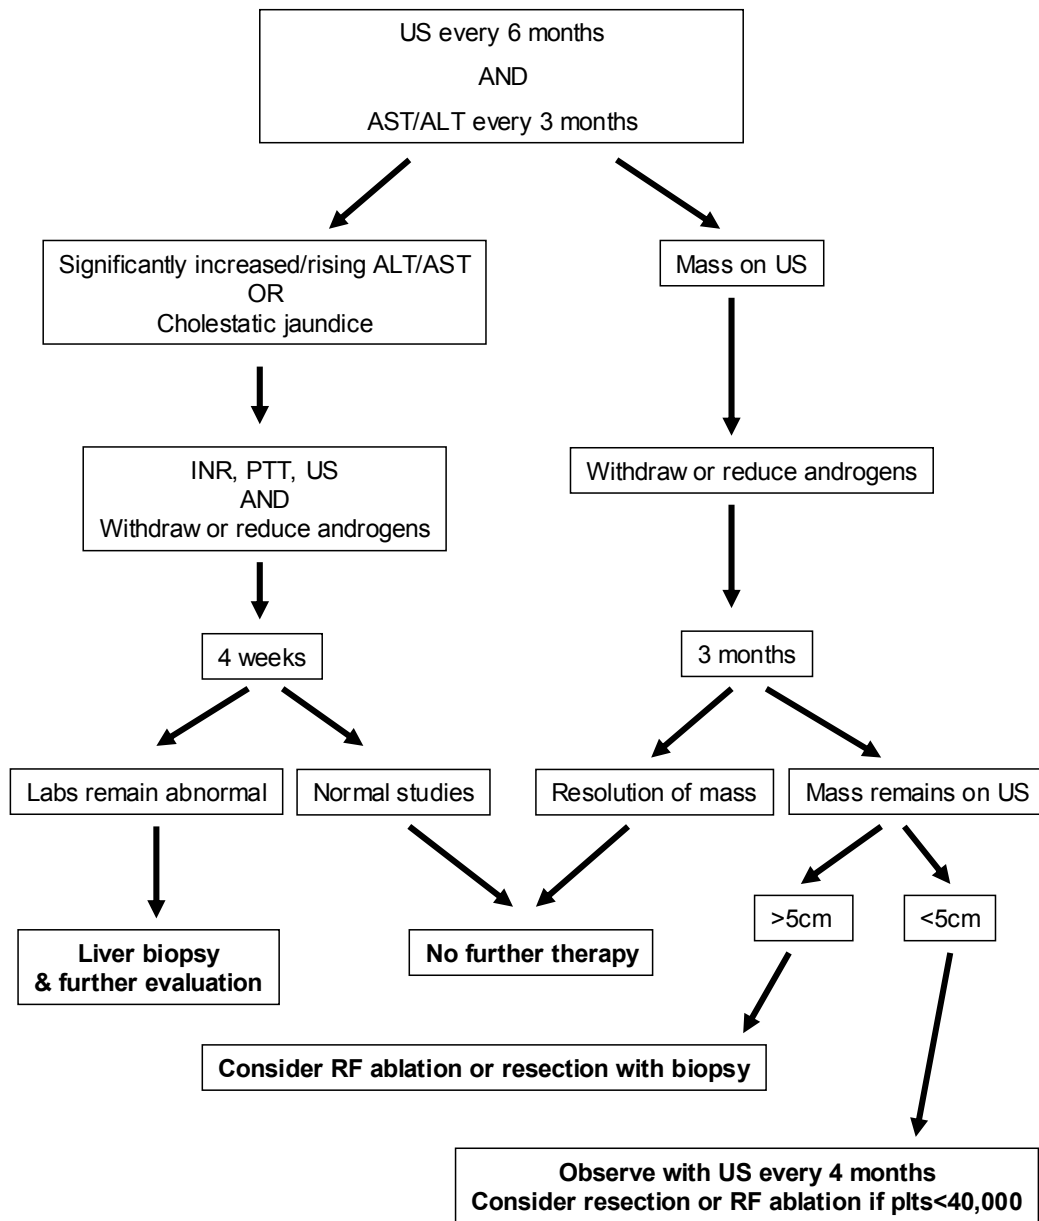 US every 6 months
AND
AST/ALT every 3 months
Significantly increased/rising ALT/AST
OR
Cholestatic jaundice
Mass on US
INR, PTT, US
AND
Withdraw or reduce androgens
Withdraw or reduce androgens
4 weeks
3 months
Labs remain abnormal
Normal studies
Resolution of mass
Mass remains on US
>5cm
<5cm
Liver biopsy
& further evaluation
No further therapy
Consider RF ablation or resection with biopsy
Observe with US every 4 months
Consider resection or RF ablation if plts<40,000